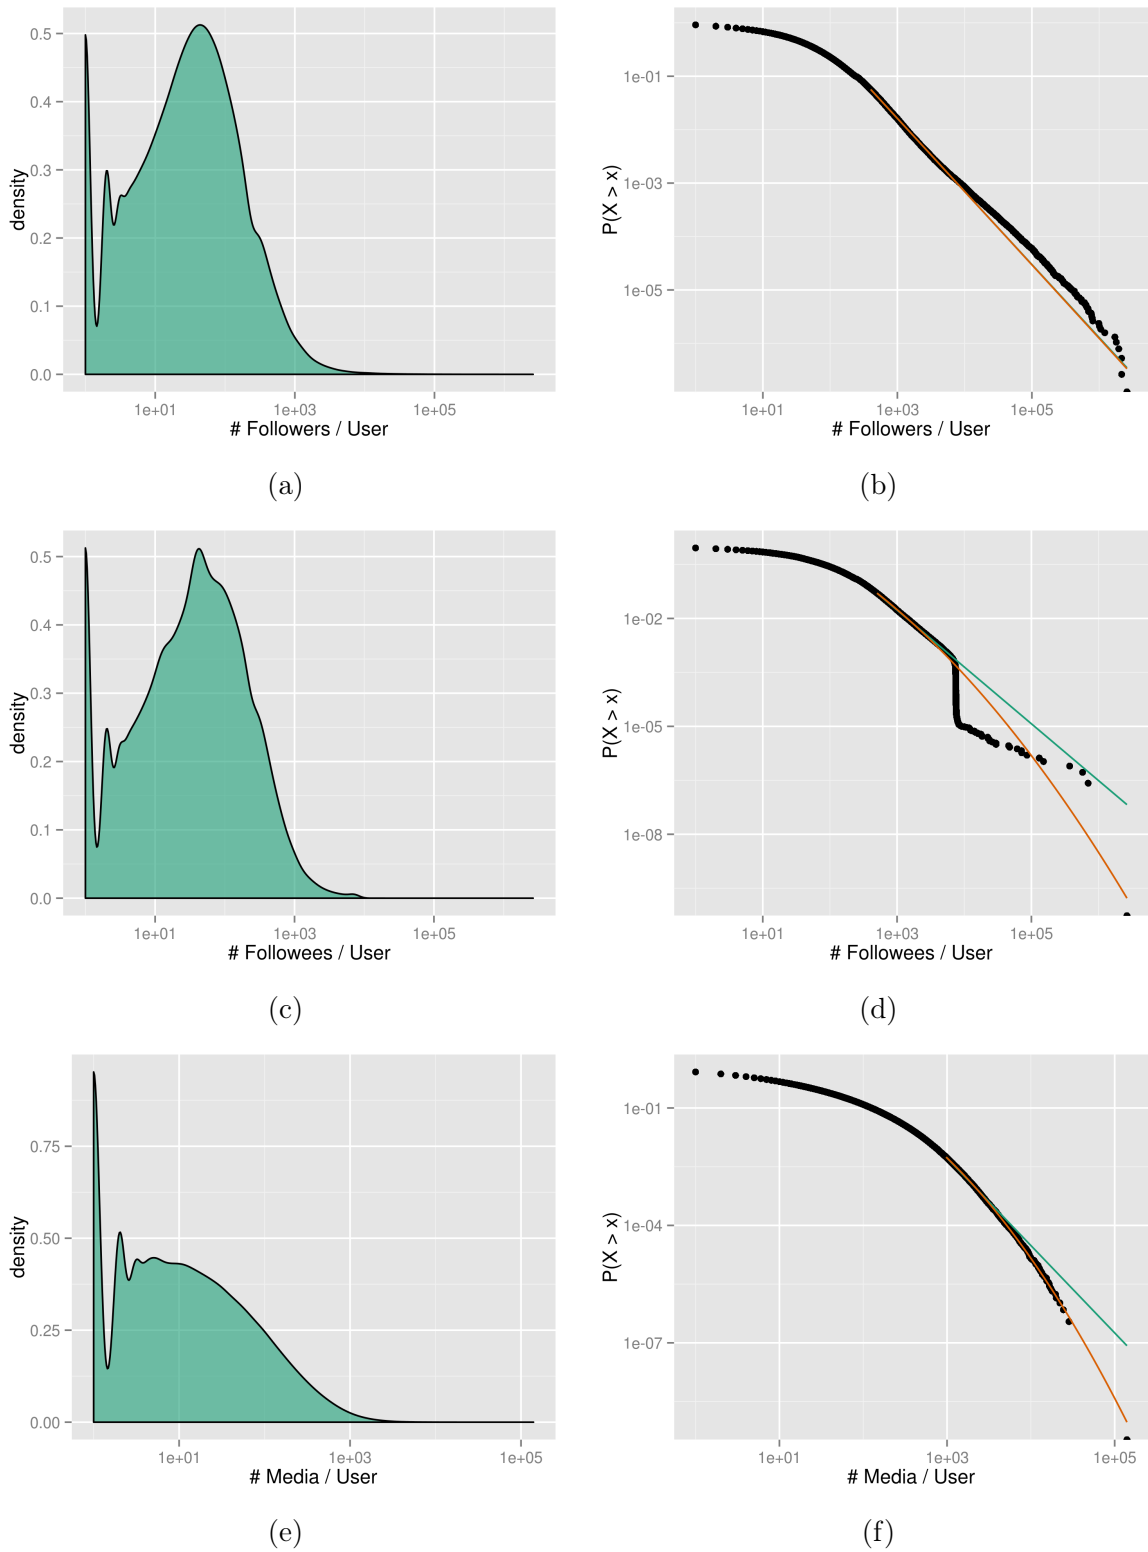 0.5
0.4
0.3
0.2
0.1
0.0
density
1e+01 1e+03 1e+05
# Followers / User
(a)
1e-01
1e-03
1e-05
P(X > x)
1e+01 1e+03 1e+05
# Followers / User
(b)
0.5
0.4
0.3
0.2
0.1
0.0
density
1e+01 1e+03 1e+05
# Followees / User
(c)
1e-02
1e-05
1e-08
P(X > x)
1e+01 1e+03 1e+05
# Followees / User
(d)
0.75
0.50
0.25
0.00
density
1e+01 1e+03 1e+05
# Media / User
(e)
1e-01
1e-04
1e-07
P(X > x)
1e+01 1e+03 1e+05
# Media / User
(f)